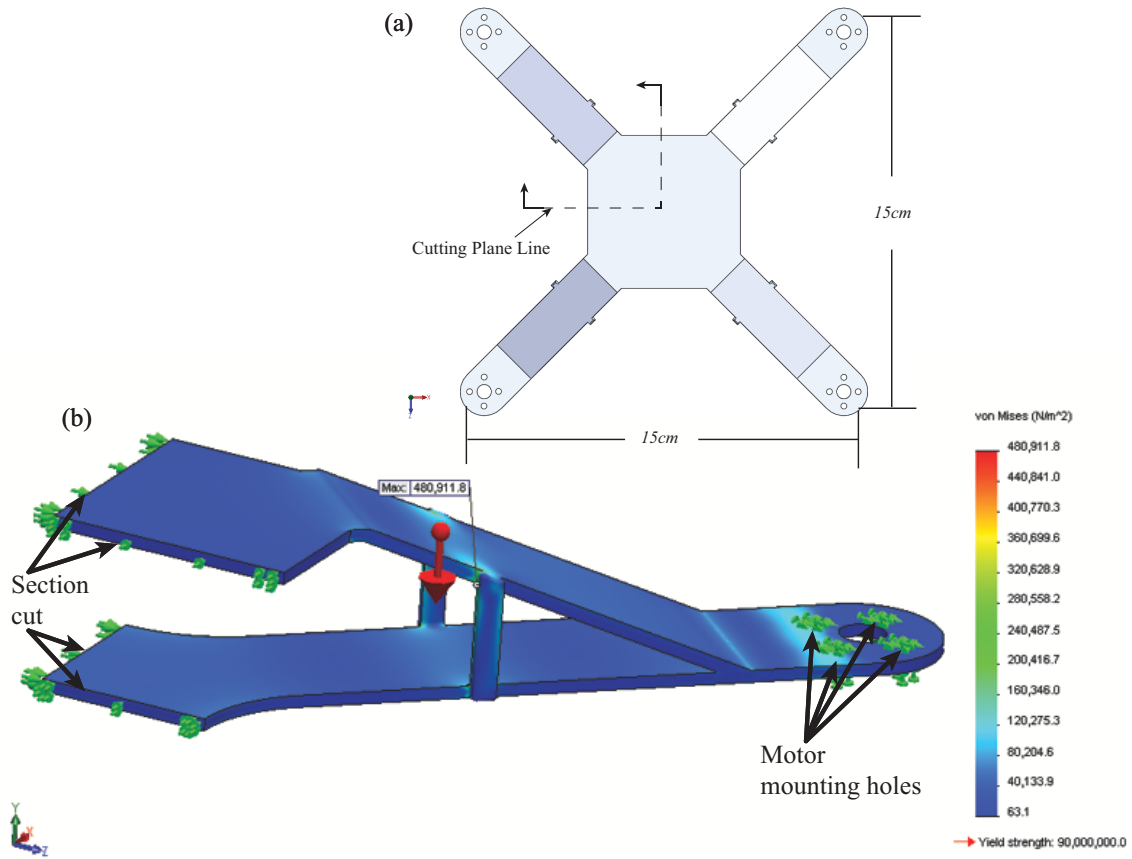 (a)
15cm
Cutting Plane Line
X
Z
15cm
(b)
von Mises (N/m^2)
480,911.8
440,841.0
400,770.3
360,699.6
320,628.9
280,558.2
240,487.5
200,416.7
160,346.0
120,275.3
80,204.6
40,133.9
63.1
Yield strength: 90,000,000.0
Max: 480,911.8
Section
cut
Motor
mounting holes
Y
X
Z